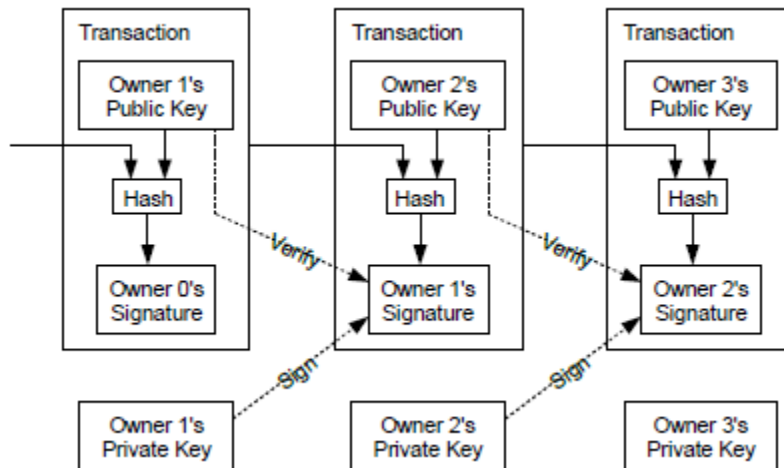 Transaction
Owner 1's
Public Key
Hash
Owner 0's
Signature
Transaction
Owner 2's
Public Key
Hash
Verify
Owner 1's
Signature
Transaction
Owner 3's
Public Key
Hash
Verify
Owner 2's
Signature
Sign
Sign
Owner 1's
Private Key
Owner 2's
Private Key
Owner 3's
Private Key